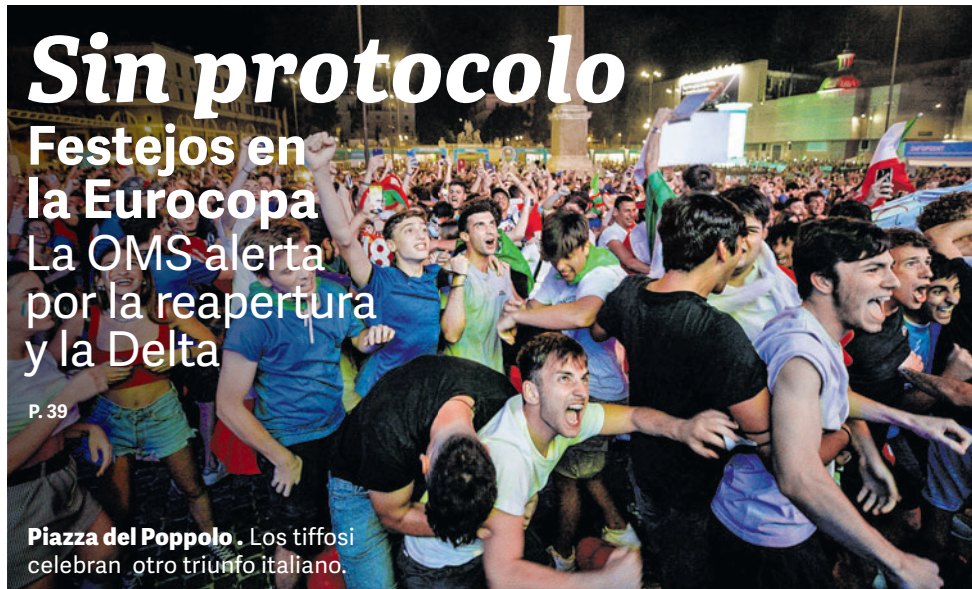 Sin protocolo
Festejos en
la Eurocopa
La OMS alerta
por la reapertura
y la Delta
P. 39
Piazza del Poppolo . Los tiffosi
celebran otro triunfo italiano.